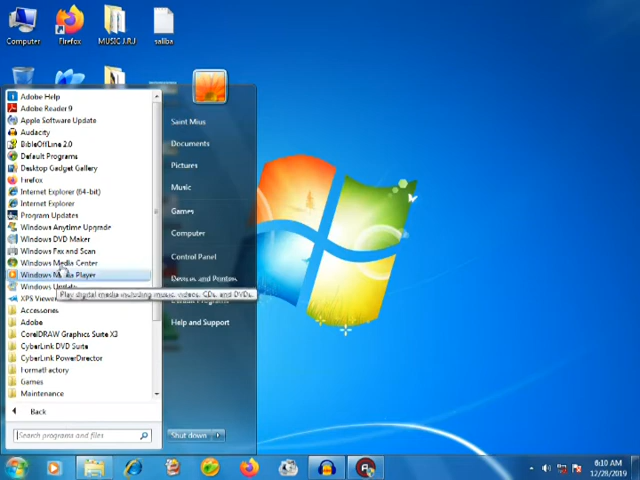 Computer
Firefox
MUSIC J.R.J
saliba
Adobe Help
Adobe Reader 9
Apple Software Update
Audacity
BibleOffLine 2.0
Default Programs
Desktop Gadget Gallery
Firefox
Internet Explorer (64-bit)
Internet Explorer
Program Updates
Windows Anytime Upgrade
Windows DVD Maker
Windows Fax and Scan
Windows Media Center
Windows Media Player
Windows Update
XPS Viewer
Play digital media including music, videos, CDs, and DVDs.
Accessories
Adobe
CorelDRAW Graphics Suite X3
CyberLink DVD Suite
CyberLink PowerDirector
FormatFactory
Games
Maintenance
Back
Search programs and files
Saint Mius
Documents
Pictures
Music
Games
Computer
Control Panel
Devices and Printers
Default Programs
Help and Support
Shut down
6:10 AM
12/28/2019